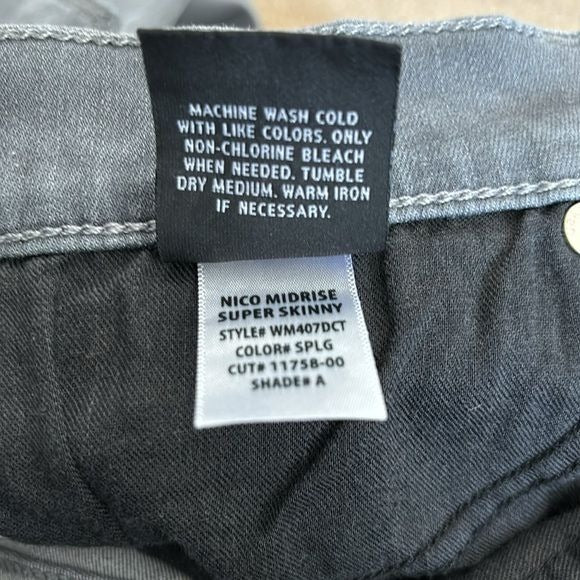 MACHINE WASH COLD
WITH LIKE COLORS. ONLY
NON-CHLORINE BLEACH
WHEN NEEDED. TUMBLE
DRY MEDIUM. WARM IRON
IF NECESSARY.
NICO MIDRISE
SUPER SKINNY
STYLE# WM407DCT
COLOR# SPLG
CUT# 11758-00
SHADE# A